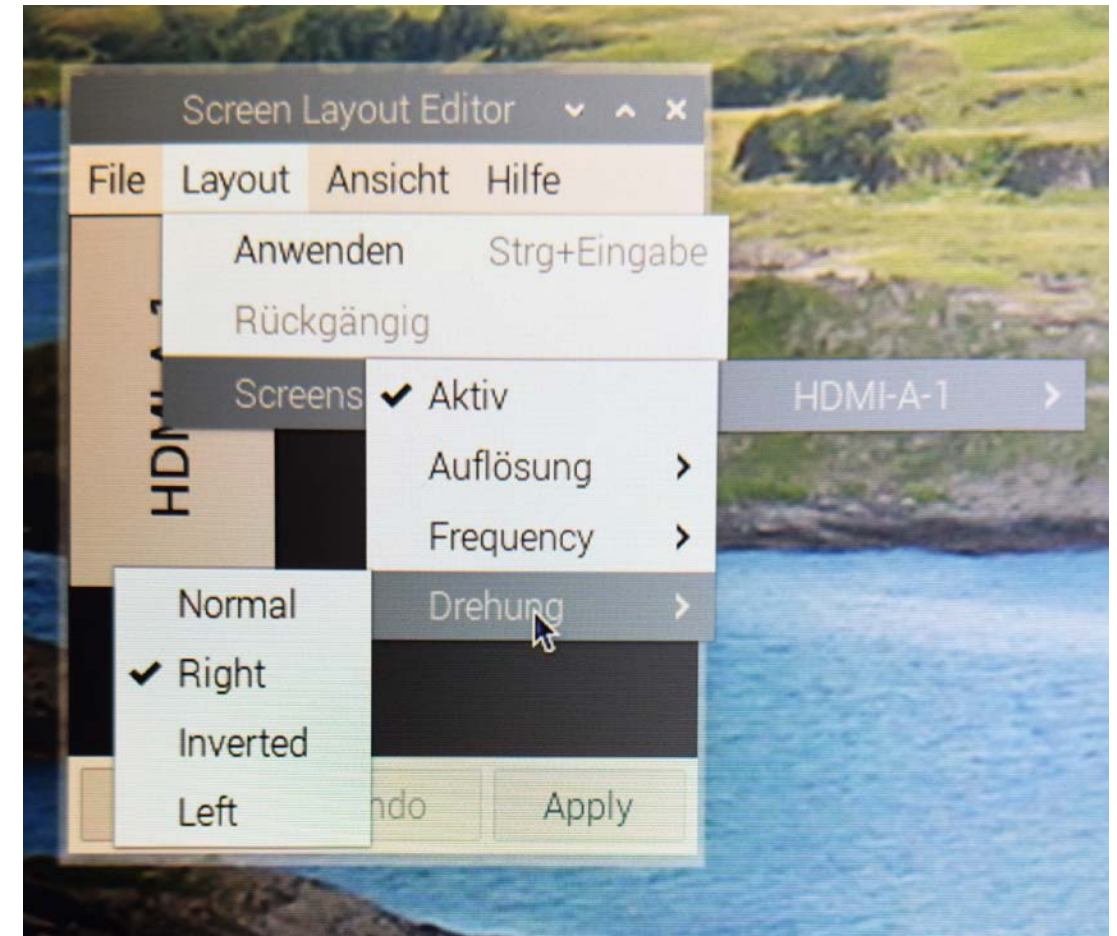 Screen Layout Editor
File Layout Ansicht Hilfe
Anwenden Strg+Eingabe
Rückgängig
Screens
HDMI-A-1
Aktiv
Auflösung
Frequency
Drehung
Normal
Right
Inverted
Left
Apply